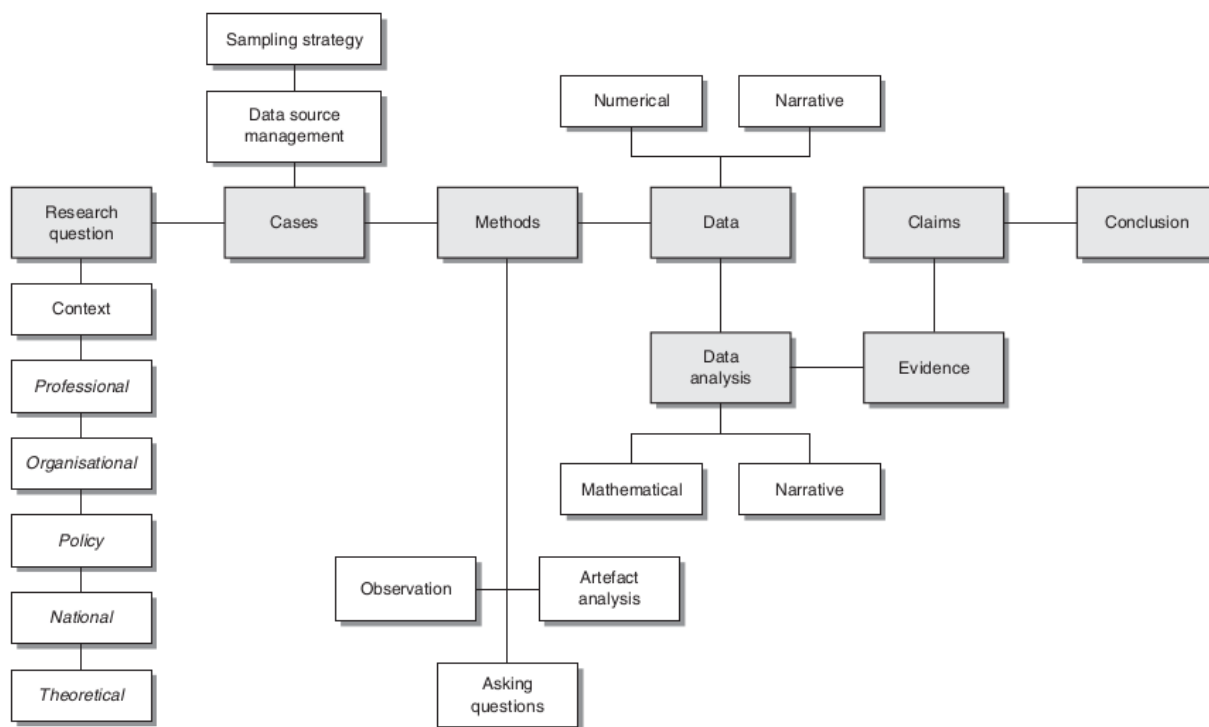 Sampling strategy
Data source
management
Numerical
Narrative
Research
question
Cases
Methods
Data
Claims
Conclusion
Context
Professional
Organisational
Policy
National
Theoretical
Data
analysis
Evidence
Mathematical
Narrative
Observation
Artefact
analysis
Asking
questions